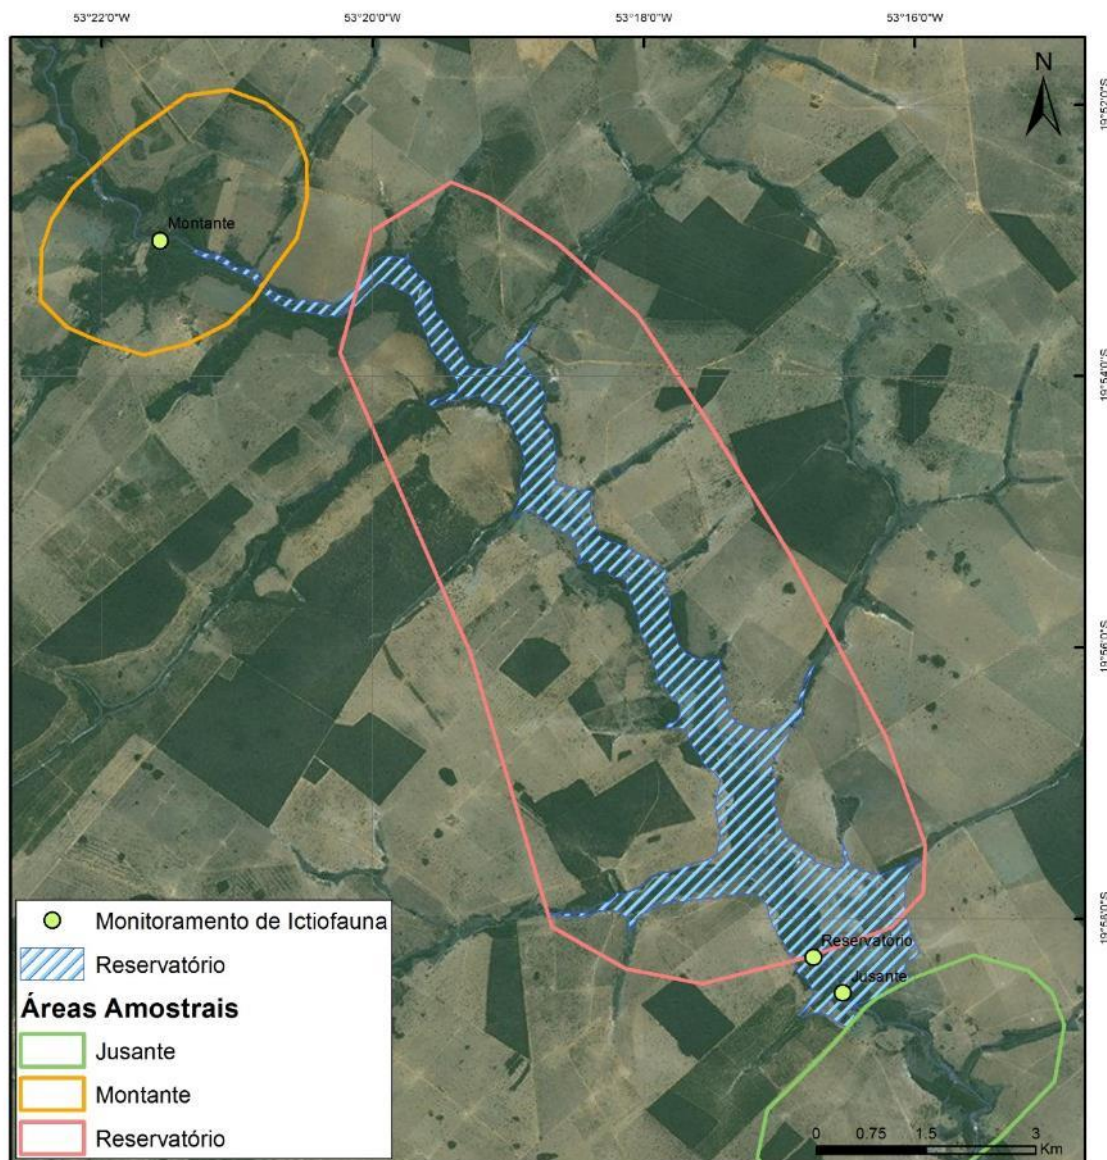 53°22'0"W
53°20'0"W
53°18'0"W
53°16'0"W
N
19°52'0"S
Montante
19°54'0"S
19°56'0"S
19°58'0"S
Reservatório
Jusante
Monitoramento de Ictiofauna
Reservatório
Áreas Amostrais
Jusante
Montante
Reservatório
0 0.75 1.5 3
Km